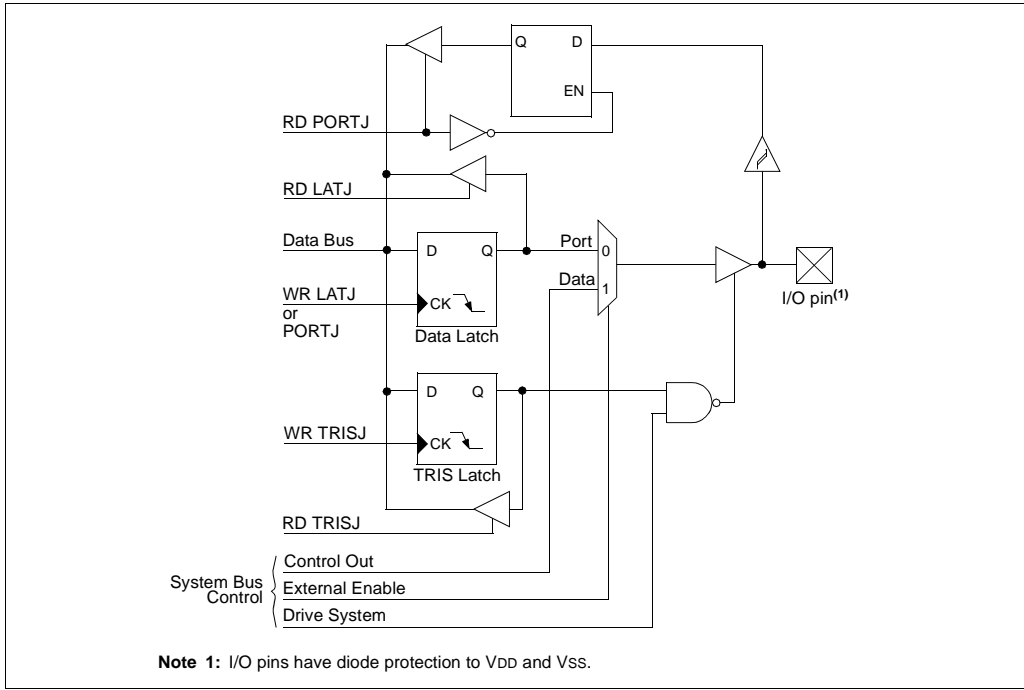 Q D
EN
RD PORTJ
RD LATJ
Data Bus
D Q
Port
0
Data
1
I/O pin(1)
WR LATJ
or
PORTJ
CK
Data Latch
D Q
WR TRISJ
CK
TRIS Latch
RD TRISJ
System Bus
Control
Control Out
External Enable
Drive System
Note 1: I/O pins have diode protection to VDD and VSS.